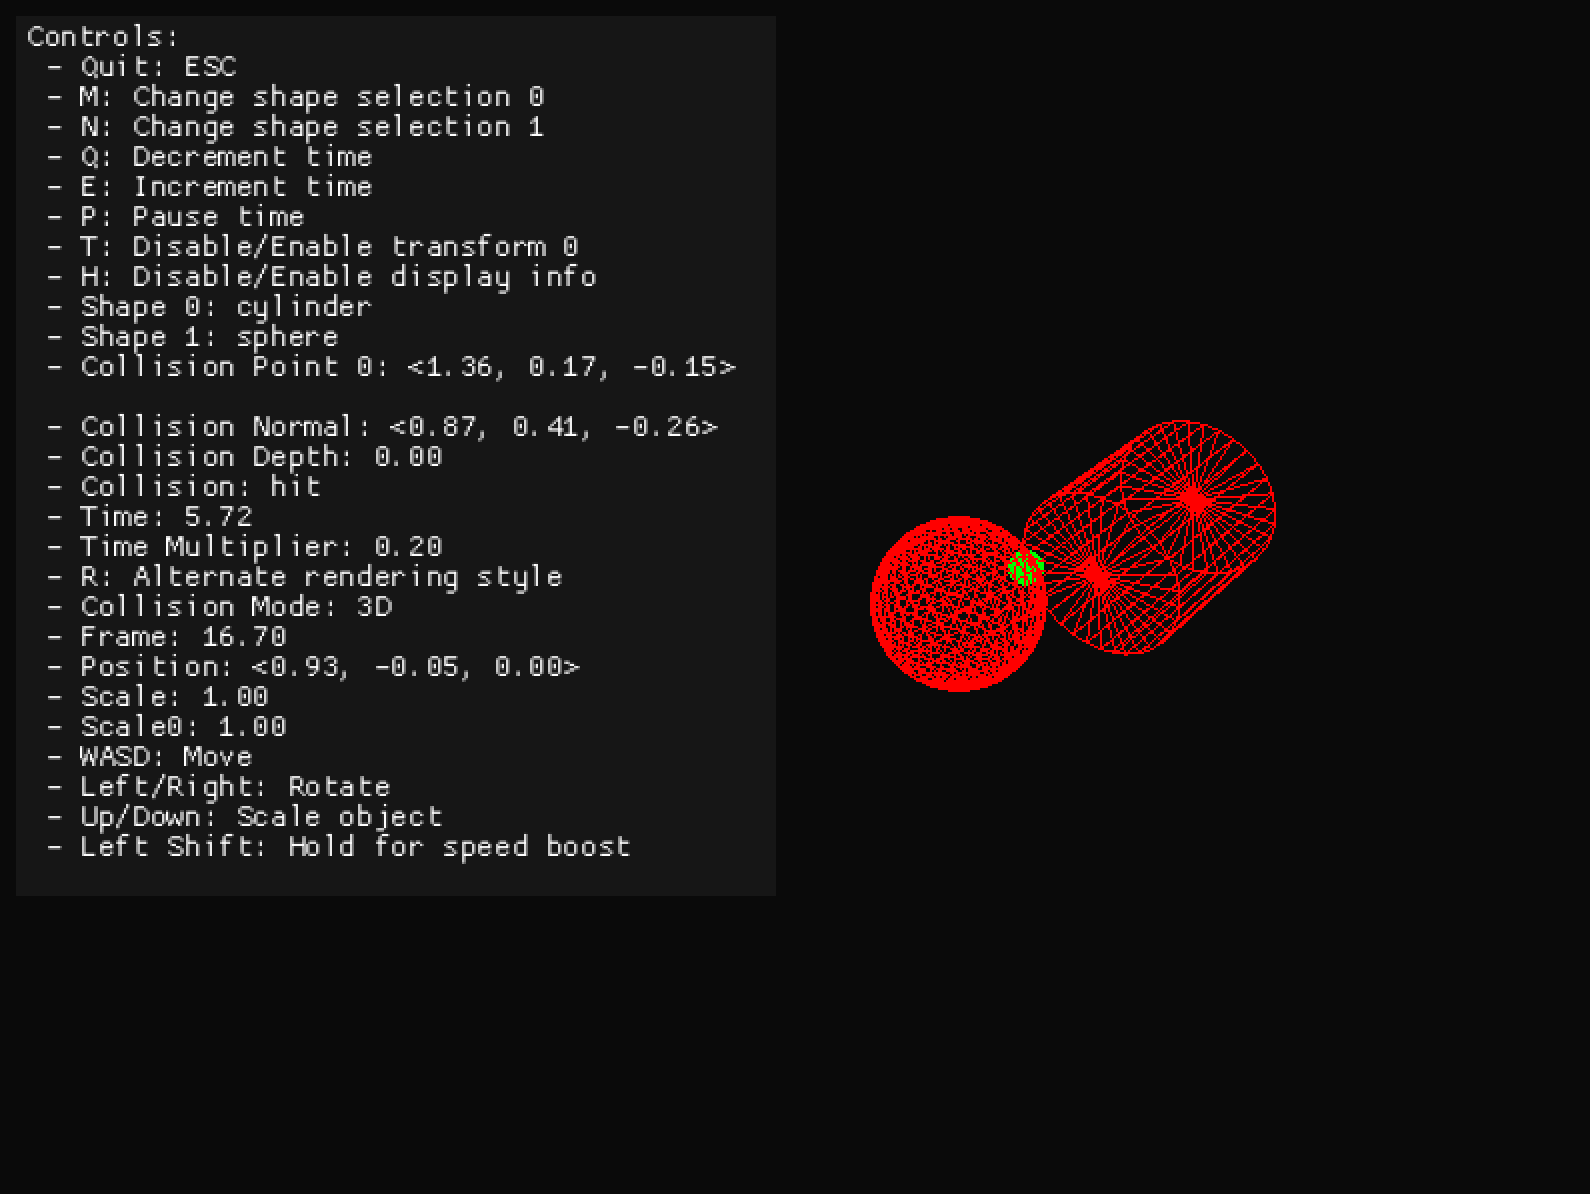 Controls:
- Quit: ESC
- M: Change shape selection 0
- N: Change shape selection 1
- Q: Decrement time
- E: Increment time
- P: Pause time
- T: Disable/Enable transform 0
- H: Disable/Enable display info
- Shape 0: cylinder
- Shape 1: sphere
- Collision Point 0: <1.36, 0.17, -0.15>
- Collision Normal: <0.87, 0.41, -0.26>
- Collision Depth: 0.00
- Collision: hit
- Time: 5.72
- Time Multiplier: 0.20
- R: Alternate rendering style
- Collision Mode: 3D
- Frame: 16.70
- Position: <0.93, -0.05, 0.00>
- Scale: 1.00
- Scale0: 1.00
- WASD: Move
- Left/Right: Rotate
- Up/Down: Scale object
- Left Shift: Hold for speed boost